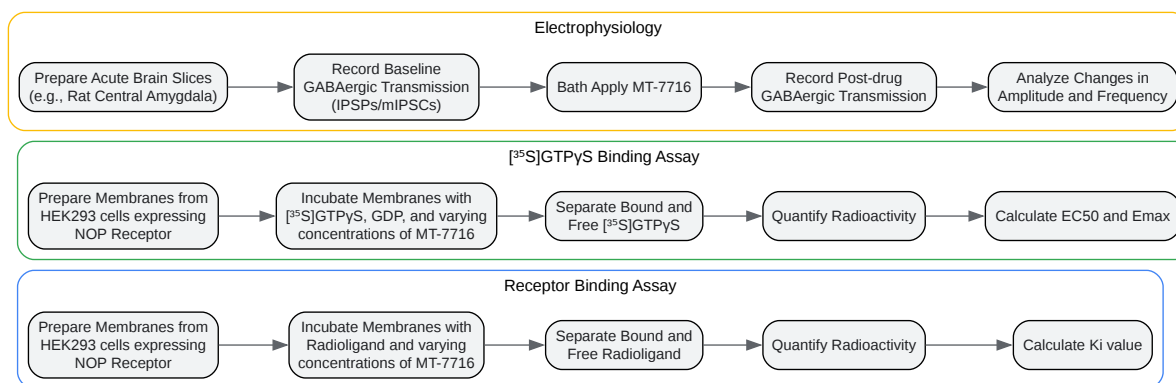 Electrophysiology
Prepare Acute Brain Slices
(e.g., Rat Central Amygdala)
Record Baseline
GABAergic Transmission
(IPSPs/mIPSCs)
Bath Apply MT-7716
Record Post-drug
GABAergic Transmission
Analyze Changes in
Amplitude and Frequency
[³⁵S]GTPγS Binding Assay
Prepare Membranes from
HEK293 cells expressing
NOP Receptor
Incubate Membranes with
[³⁵S]GTPγS, GDP, and varying
concentrations of MT-7716
Separate Bound and
Free [³⁵S]GTPγS
Quantify Radioactivity
Calculate EC50 and Emax
Receptor Binding Assay
Prepare Membranes from
HEK293 cells expressing
NOP Receptor
Incubate Membranes with
Radioligand and varying
concentrations of MT-7716
Separate Bound and
Free Radioligand
Quantify Radioactivity
Calculate Ki value